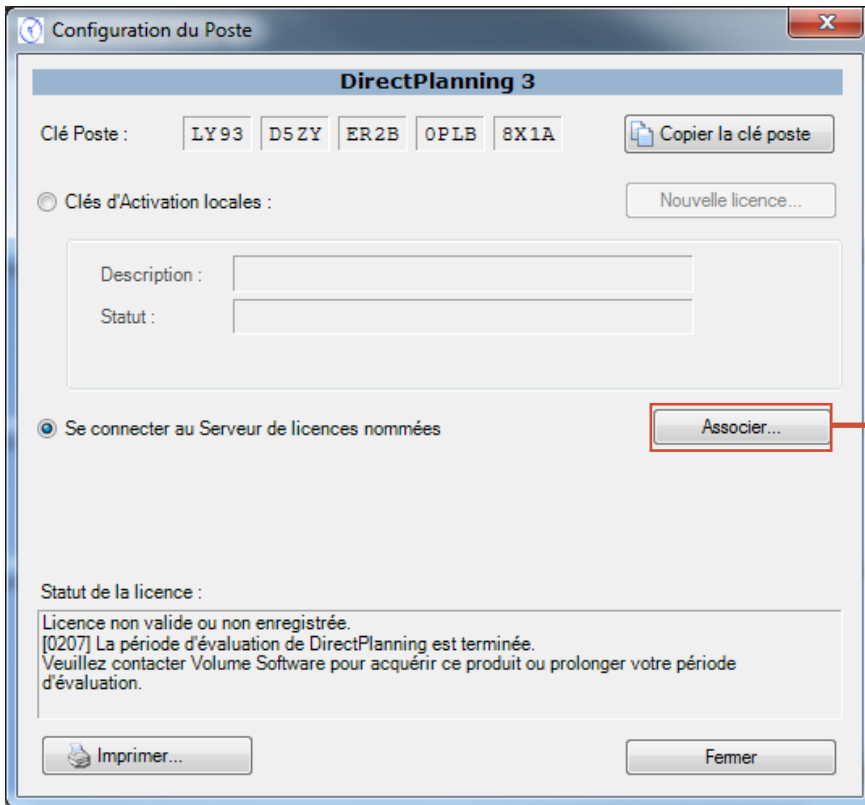 Configuration du Poste
DirectPlanning 3
Clé Poste : LY93 D5ZY ER2B 0PLB 8X1A Copier la clé poste
Clés d'Activation locales : Nouvelle licence...
Description :
Statut :
Se connecter au Serveur de licences nommées Associer...
Statut de la licence :
Licence non valide ou non enregistrée.
[0207] La période d'évaluation de DirectPlanning est terminée.
Veuillez contacter Volume Software pour acquérir ce produit ou prolonger votre période
d'évaluation.
Imprimer... Fermer